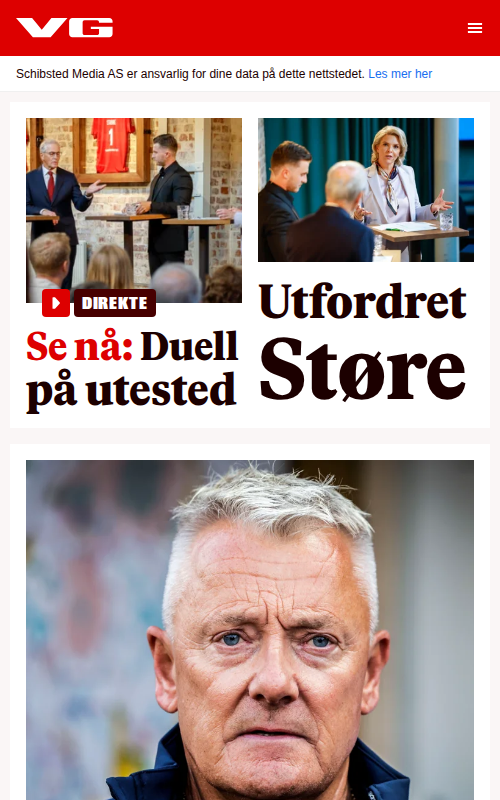 VG
Schibsted Media AS er ansvarlig for dine data på dette nettstedet. Les mer her
1
DIREKTE
Se nå: Duell
på utested
Utfordret
Støre